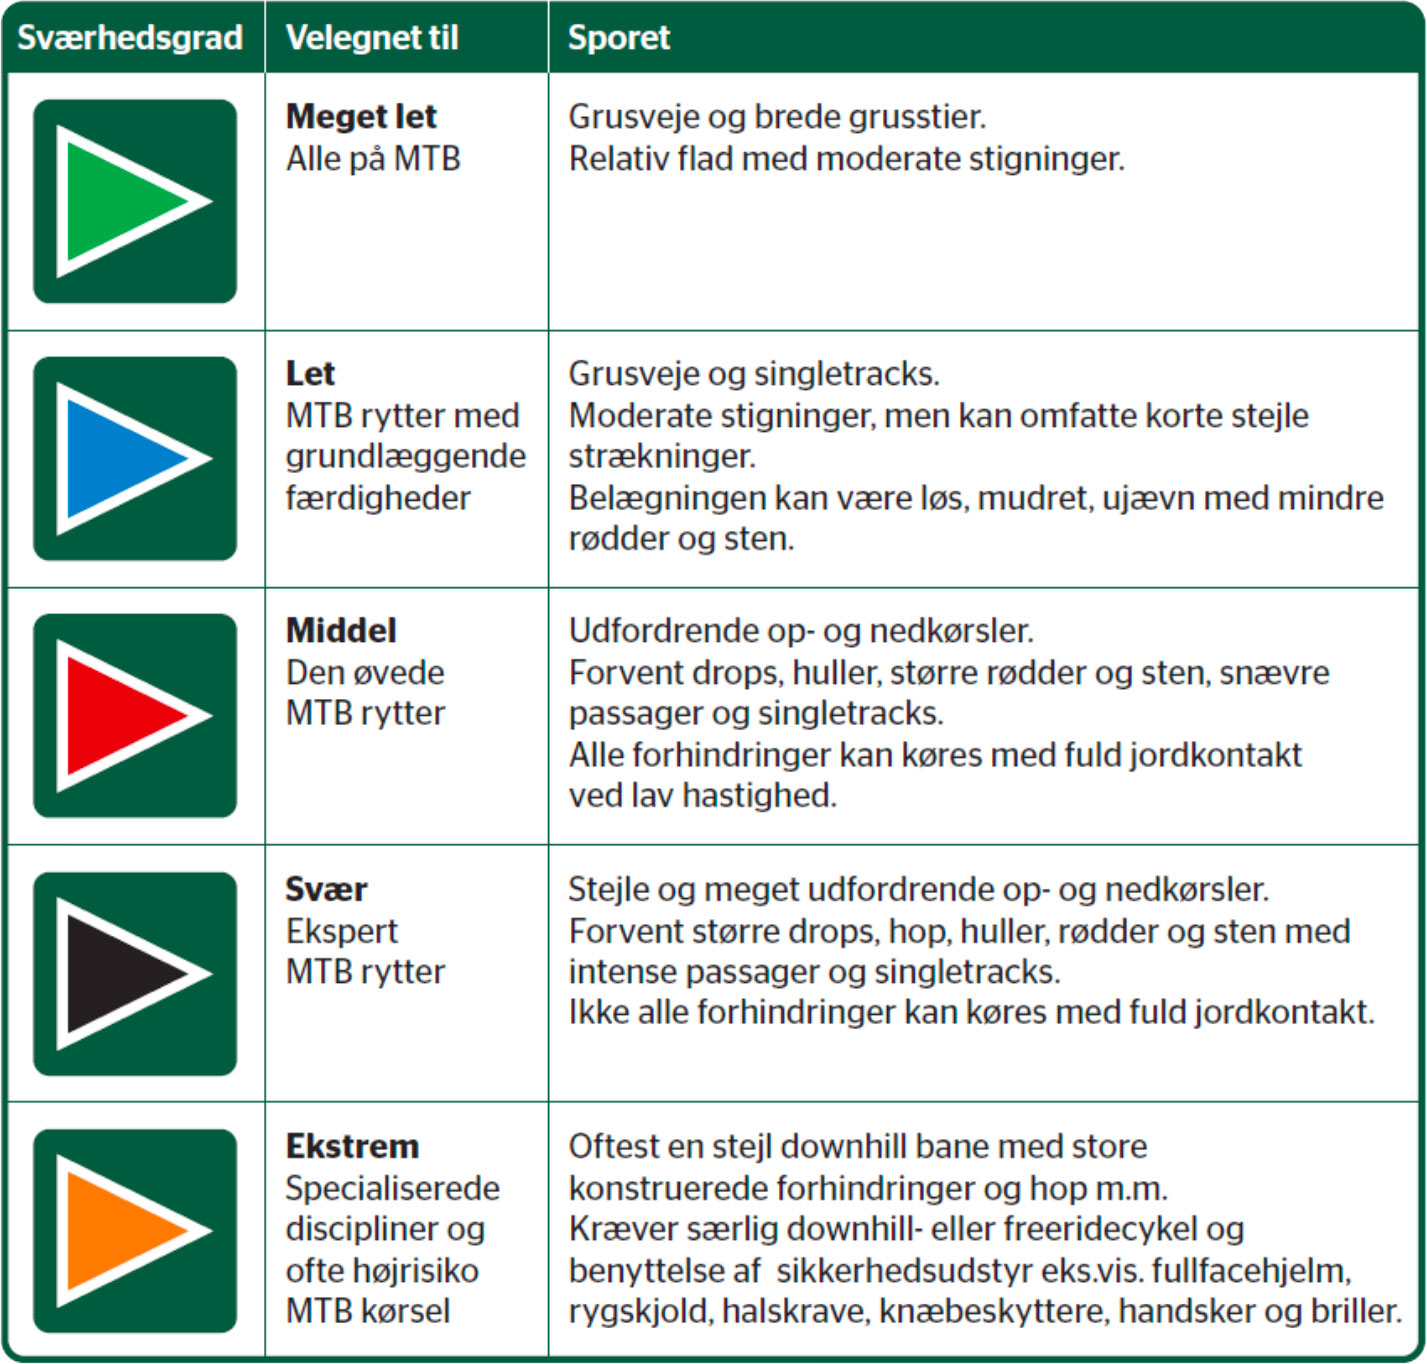 Sværhedsgrad
Velegnet til
Sporet
Meget let
Alle på MTB
Grusveje og brede grusstier.
Relativ flad med moderate stigninger.
Let
MTB rytter med
grundlæggende
færdigheder
Grusveje og singletracks.
Moderate stigninger, men kan omfatte korte stejle
strækninger.
Belægningen kan være løs, mudret, ujævn med mindre
rødder og sten.
Middel
Den øvede
MTB rytter
Udfordrende op- og nedkørsler.
Forvent drops, huller, større rødder og sten, snævre
passager og singletracks.
Alle forhindringer kan køres med fuld jordkontakt
ved lav hastighed.
Svær
Ekspert
MTB rytter
Stejle og meget udfordrende op- og nedkørsler.
Forvent større drops, hop, huller, rødder og sten med
intense passager og singletracks.
Ikke alle forhindringer kan køres med fuld jordkontakt.
Ekstrem
Specialiserede
discipliner og
ofte højrisiko
MTB kørsel
Oftest en stejl downhill bane med store
konstruerede forhindringer og hop m.m.
Kræver særlig downhill- eller freeridecykel og
benyttelse af sikkerhedsudstyr eks.vis. fullfacehjelm,
rygskjold, halskrave, knæbeskyttere, handsker og briller.